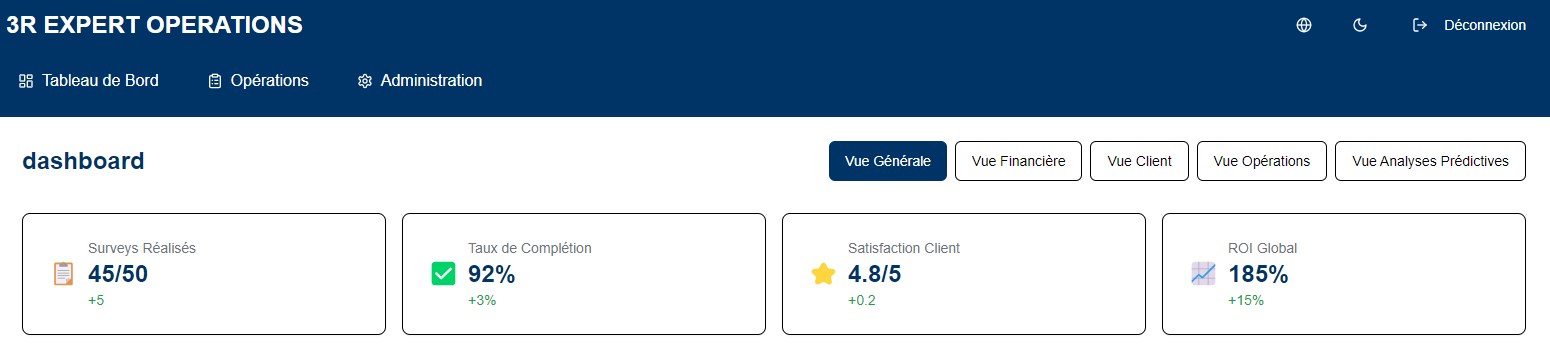 3R EXPERT OPERATIONS
Déconnexion
Tableau de Bord
Opérations
Administration
dashboard
Vue Générale
Vue Financière
Vue Client
Vue Opérations
Vue Analyses Prédictives
Surveys Réalisés
45/50
+5
Taux de Complétion
92%
+3%
Satisfaction Client
4.8/5
+0.2
ROI Global
185%
+15%